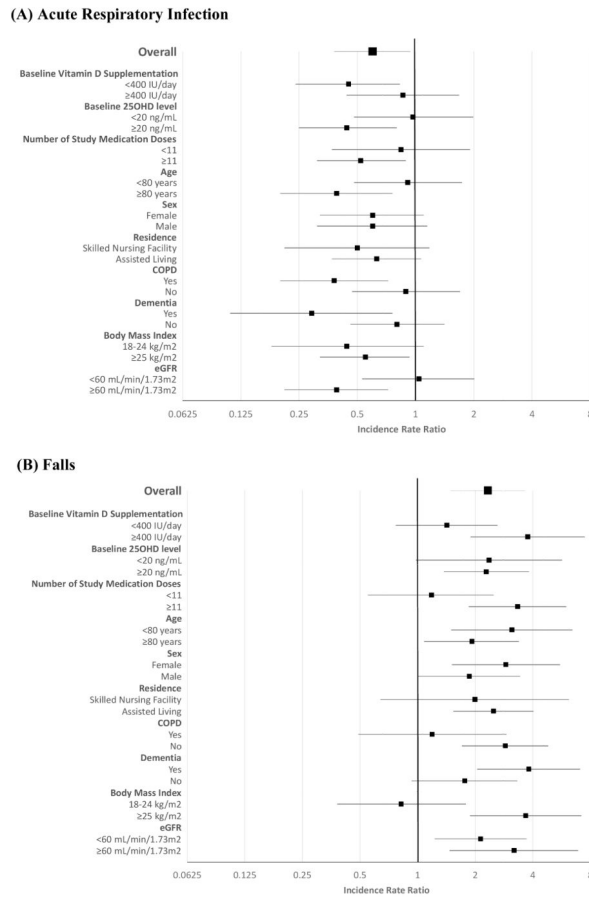 (A) Acute Respiratory Infection
Overall
Baseline Vitamin D Supplementation
<400 IU/day
≥400 IU/day
Baseline 25OHD level
<20 ng/mL
≥20 ng/mL
Number of Study Medication Doses
<11
≥11
Age
<80 years
≥80 years
Sex
Female
Male
Residence
Skilled Nursing Facility
Assisted Living
COPD
Yes
No
Dementia
Yes
No
Body Mass Index
18-24 kg/m2
≥25 kg/m2
eGFR
<60 mL/min/1.73m2
≥60 mL/min/1.73m2
0.0625 0.125 0.25 0.5 1 2 4 8
Incidence Rate Ratio
(B) Falls
Overall
Baseline Vitamin D Supplementation
<400 IU/day
≥400 IU/day
Baseline 25OHD level
<20 ng/mL
≥20 ng/mL
Number of Study Medication Doses
<11
≥11
Age
<80 years
≥80 years
Sex
Female
Male
Residence
Skilled Nursing Facility
Assisted Living
COPD
Yes
No
Dementia
Yes
No
Body Mass Index
18-24 kg/m2
≥25 kg/m2
eGFR
<60 mL/min/1.73m2
≥60 mL/min/1.73m2
0.0625 0.125 0.25 0.5 1 2 4 8
Incidence Rate Ratio